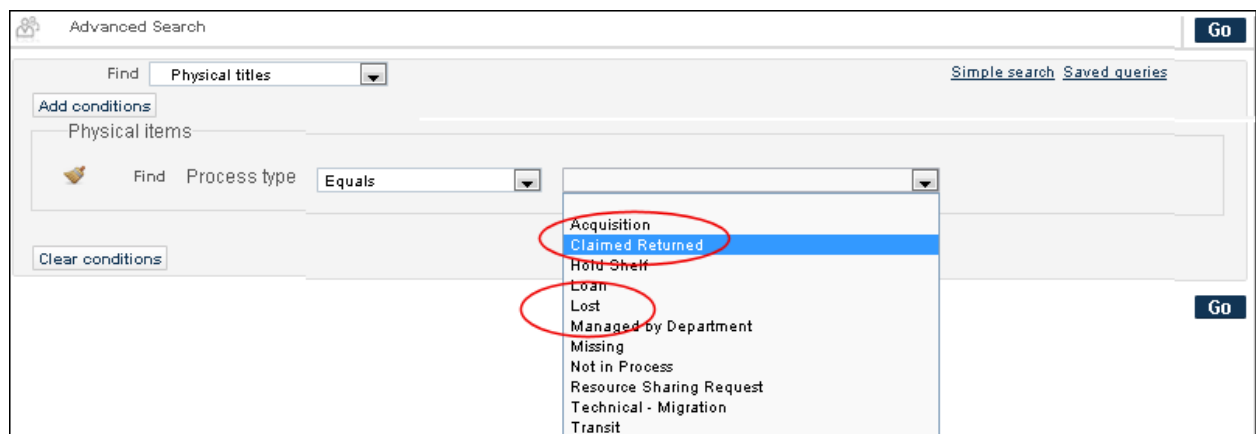 Advanced Search Go
Find Physical titles Simple search Saved queries
Add conditions
Physical items
Find Process type Equals
Acquisition
Claimed Returned
Hold Shelf
Clear conditions
Loan
Lost
Go
Managed by Department
Missing
Not in Process
Resource Sharing Request
Technical - Migration
Transit